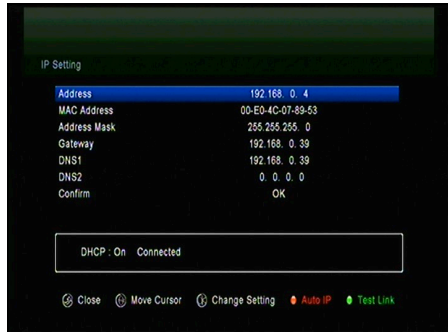 IP Setting
Address 192.168. 0. 4
MAC Address 00-E0-4C-07-89-53
Address Mask 255.255.255. 0
Gateway 192.168. 0. 39
DNS1 192.168. 0. 39
DNS2 0. 0. 0. 0
Confirm OK
DHCP : On Connected
Close Move Cursor Change Setting Auto IP Test Link